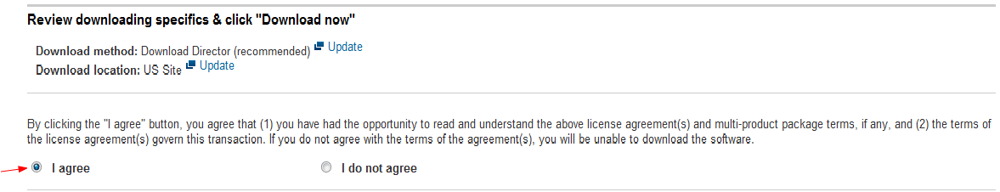 Review downloading specifics & click "Download now"
Download method: Download Director (recommended) Update
Download location: US Site Update
By clicking the "I agree" button, you agree that (1) you have had the opportunity to read and understand the above license agreement(s) and multi-product package terms, if any, and (2) the terms of
the license agreement(s) govern this transaction. If you do not agree with the terms of the agreement(s), you will be unable to download the software.
I agree I do not agree